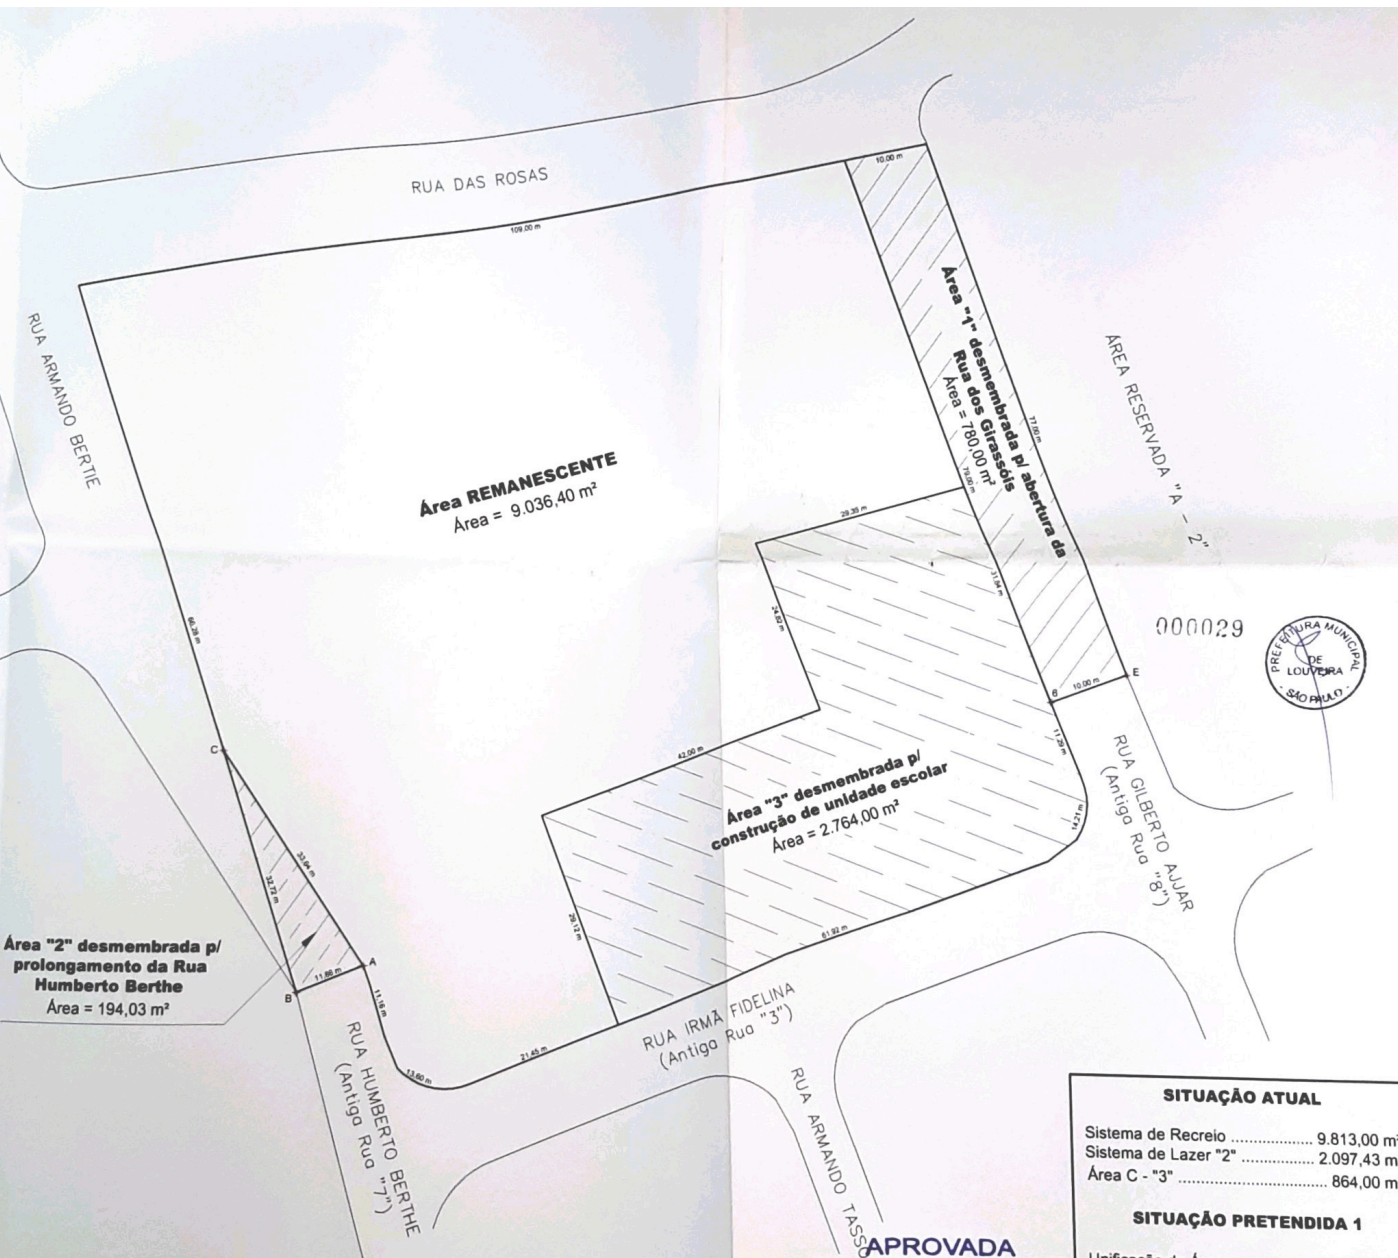 RUA DAS ROSAS
10.00 m
109.00 m
RUA ARMANDO BERTIE
Área REMANESCENTE
Área = 9.036,40 m²
Área "1" desmembrada p/ abertura da
Rua dos Girassóis
Área = 780,00 m²
77.00 m
79.00 m
ÁREA RESERVADA "A - 2"
29.35 m
31.84 m
24.82 m
66.28 m
000029
PREFEITURA MUNICIPAL
DE
LOUVEIRA
- SÃO PAULO -
10.00 m
E
11.29 m
42.00 m
C
RUA GILBERTO AJJAR
(Antiga Rua "8")
Área "3" desmembrada p/
construção de unidade escolar
Área = 2.764,00 m²
14.21 m
33.94 m
32.72 m
29.12 m
61.92 m
Área "2" desmembrada p/
prolongamento da Rua
Humberto Berthe
Área = 194,03 m²
11.86 m
A
B
11.16 m
RUA IRMÃ FIDELINA
(Antiga Rua "3")
21.45 m
13.60 m
RUA HUMBERTO BERTHE
(Antiga Rua "7")
RUA ARMANDO TASSO
SITUAÇÃO ATUAL
Sistema de Recreio .................. 9.813,00 m²
Sistema de Lazer "2" ................ 2.097,43 m
Área C - "3" ................................. 864,00 m
SITUAÇÃO PRETENDIDA 1
APROVADA